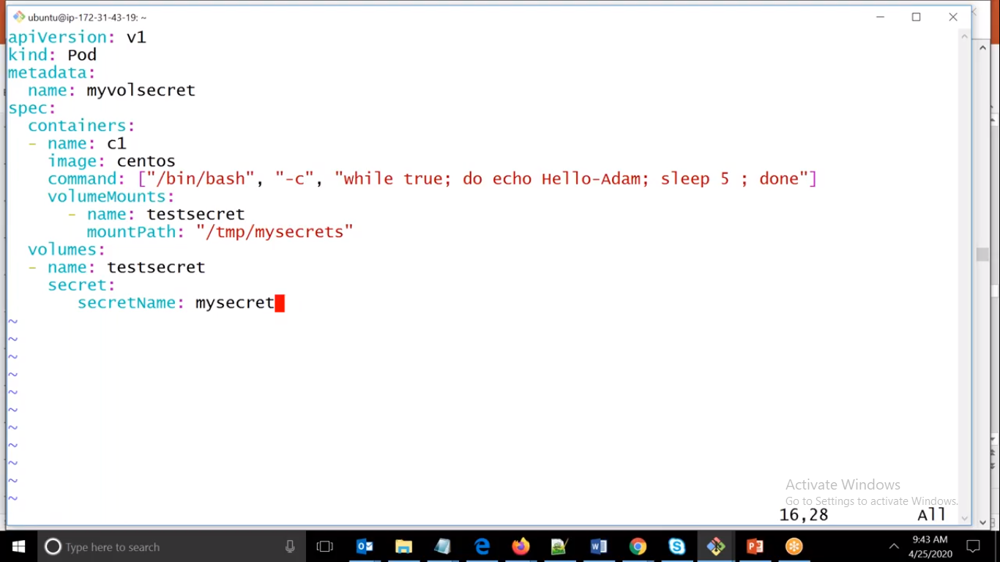 ubuntu@ip-172-31-43-19: ~
apiVersion: v1
kind: Pod
metadata:
  name: myvolsecret
spec:
  containers:
  - name: c1
    image: centos
    command: ["/bin/bash", "-c", "while true; do echo Hello-Adam; sleep 5 ; done"]
    volumeMounts:
      - name: testsecret
        mountPath: "/tmp/mysecrets"
  volumes:
  - name: testsecret
    secret:
       secretName: mysecret
~
~
~
~
~
~
~
~
~
~
~
Activate Windows
Go to Settings to activate Windows.
16,28 All
Type here to search
9:43 AM
4/25/2020